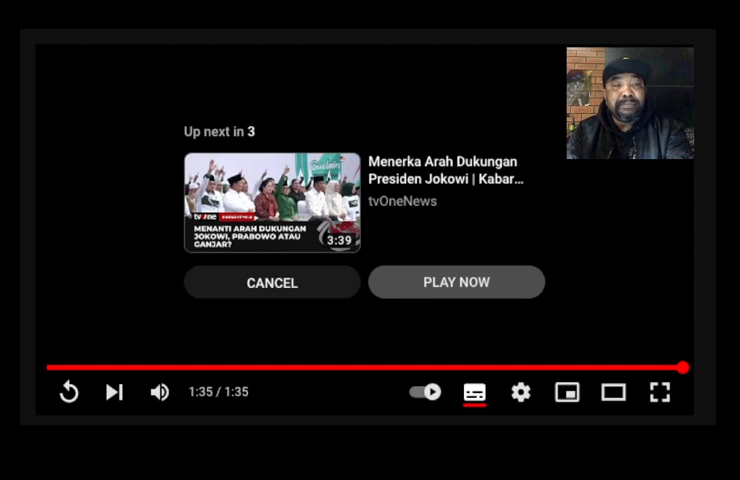 Up next in 3
Menerka Arah Dukungan
Presiden Jokowi | Kabar...
tvOneNews
tvOne
MENANTI ARAH DUKUNGAN
JOKOWI, PRABOWO ATAU
GANJAR?
3:39
CANCEL
PLAY NOW
1:35 / 1:35